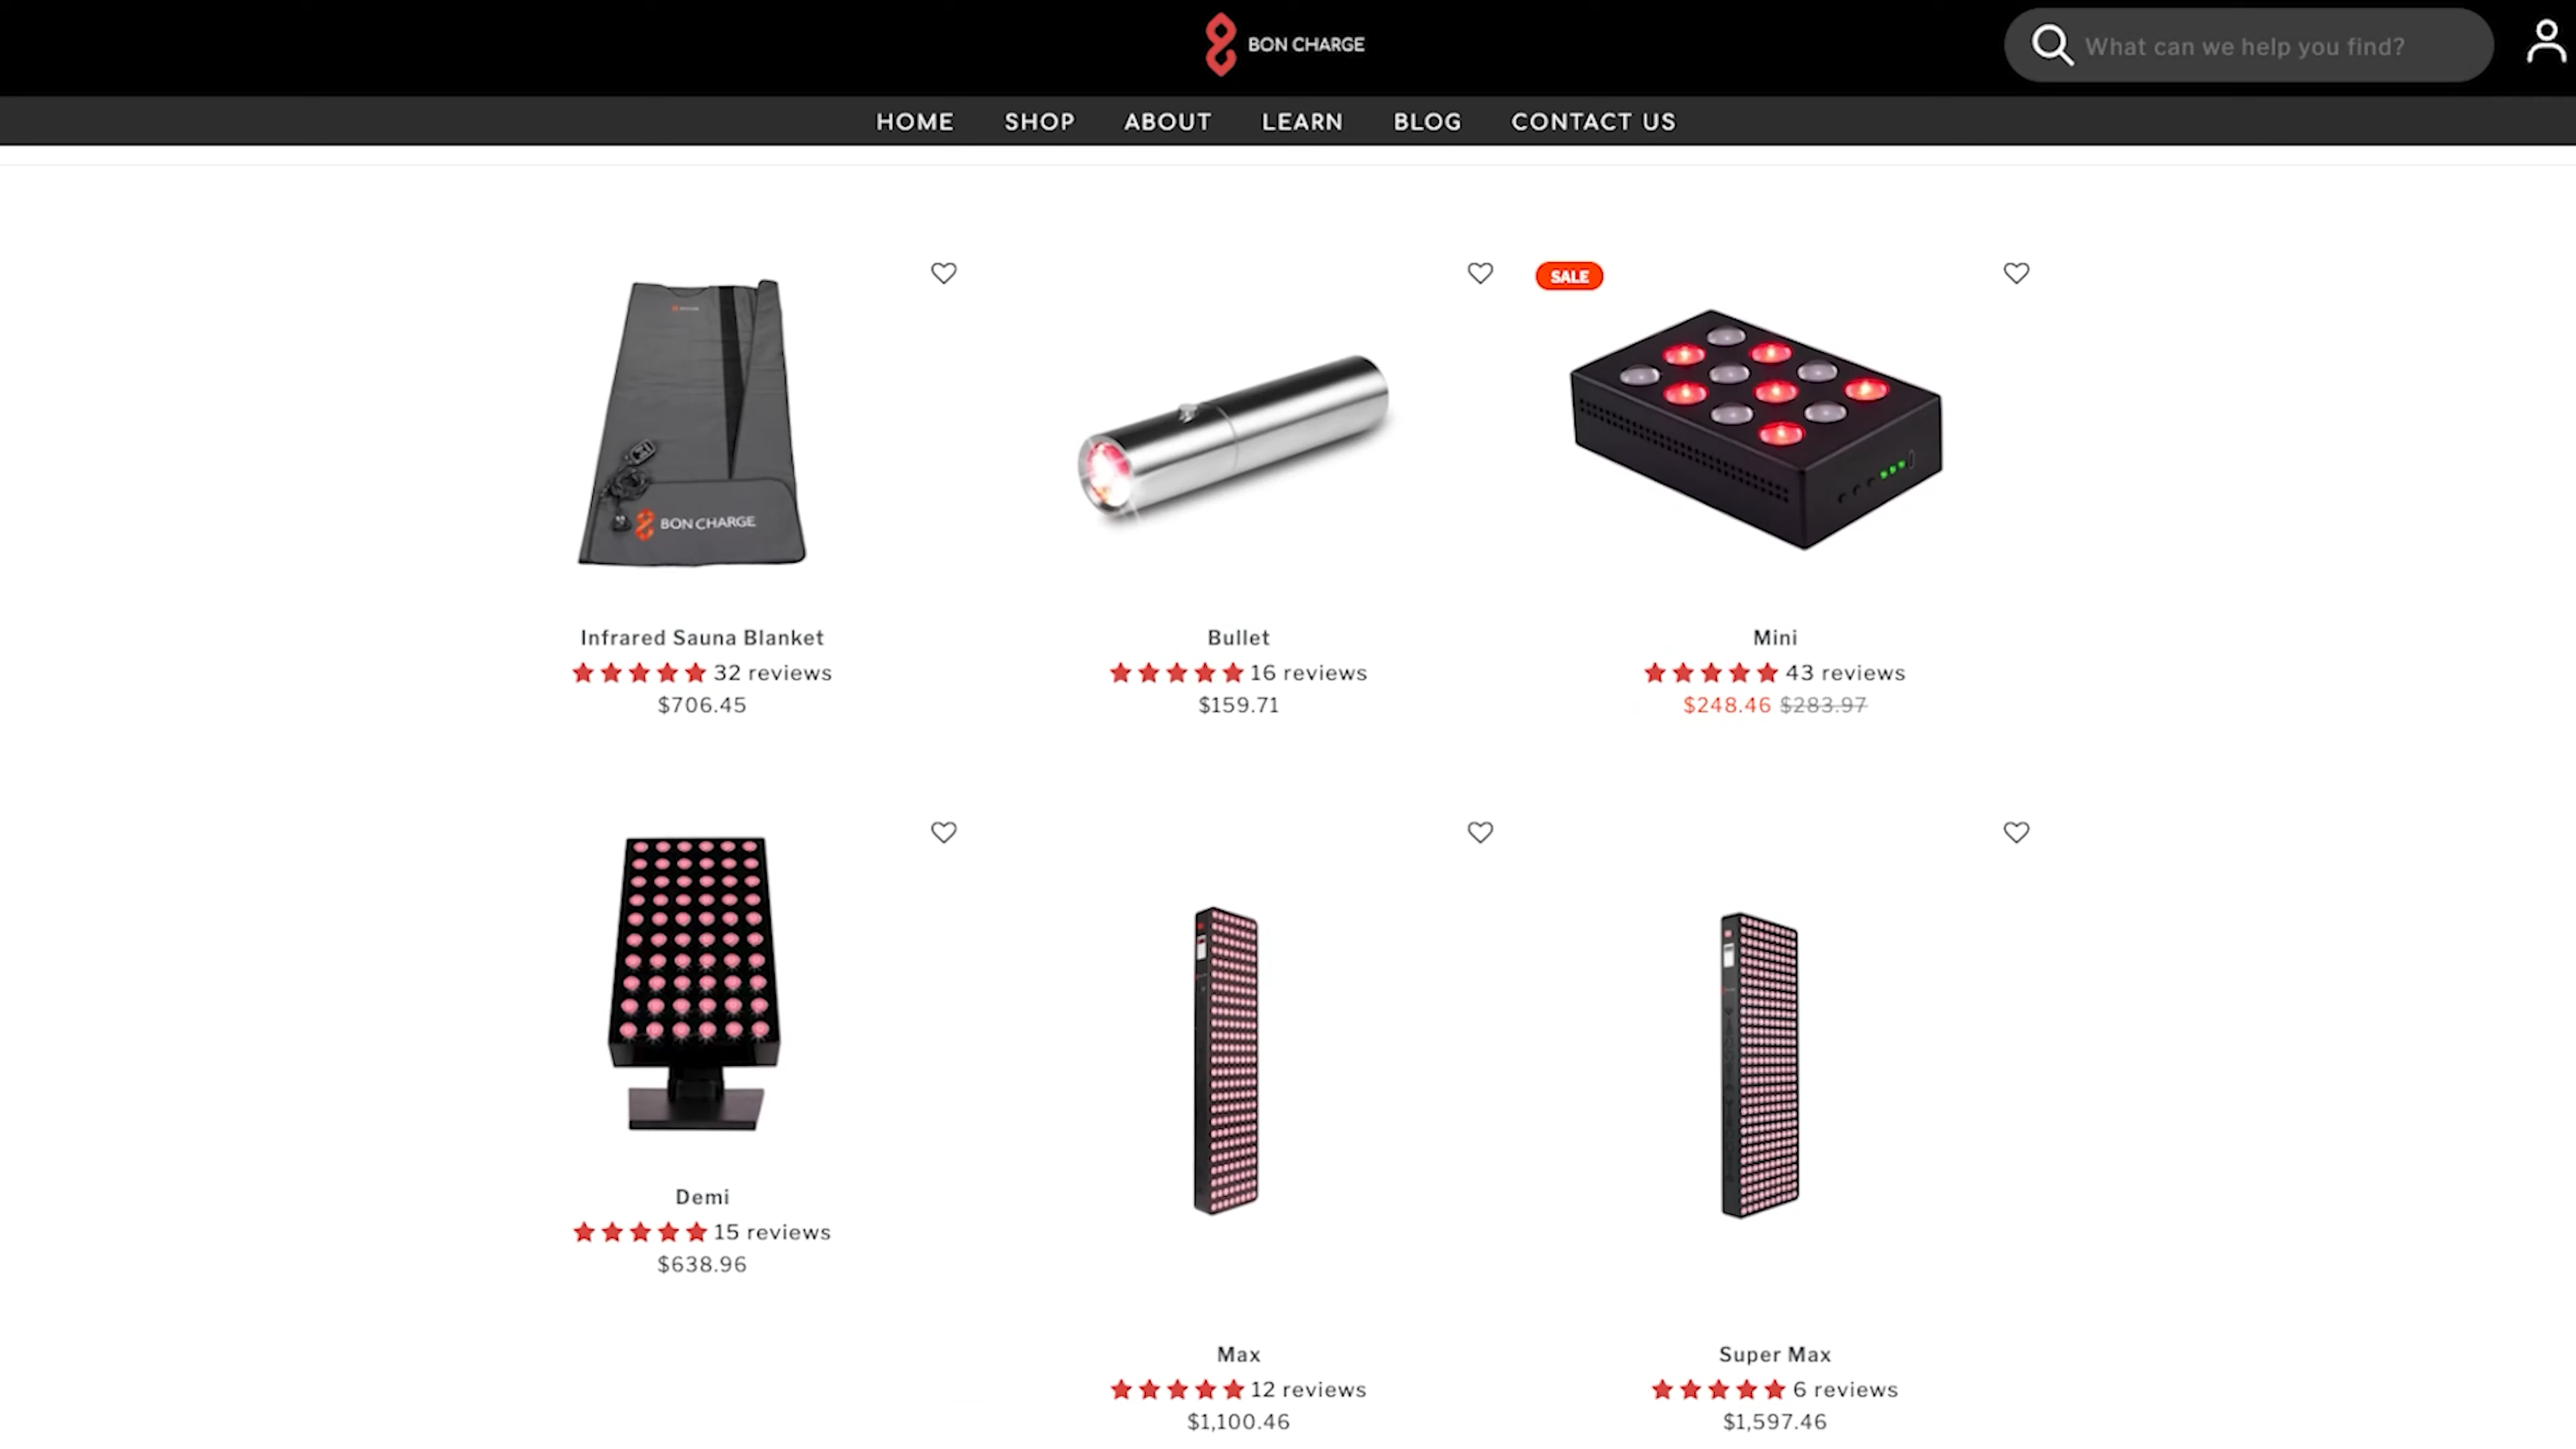 BON CHARGE
What can we help you find?
HOME SHOP ABOUT LEARN BLOG CONTACT US
SALE
BON CHARGE
Infrared Sauna Blanket
32 reviews
$706.45
Bullet
16 reviews
$159.71
Mini
43 reviews
$248.46 $283.97
Demi
15 reviews
$638.96
Max
12 reviews
$1,100.46
Super Max
6 reviews
$1,597.46